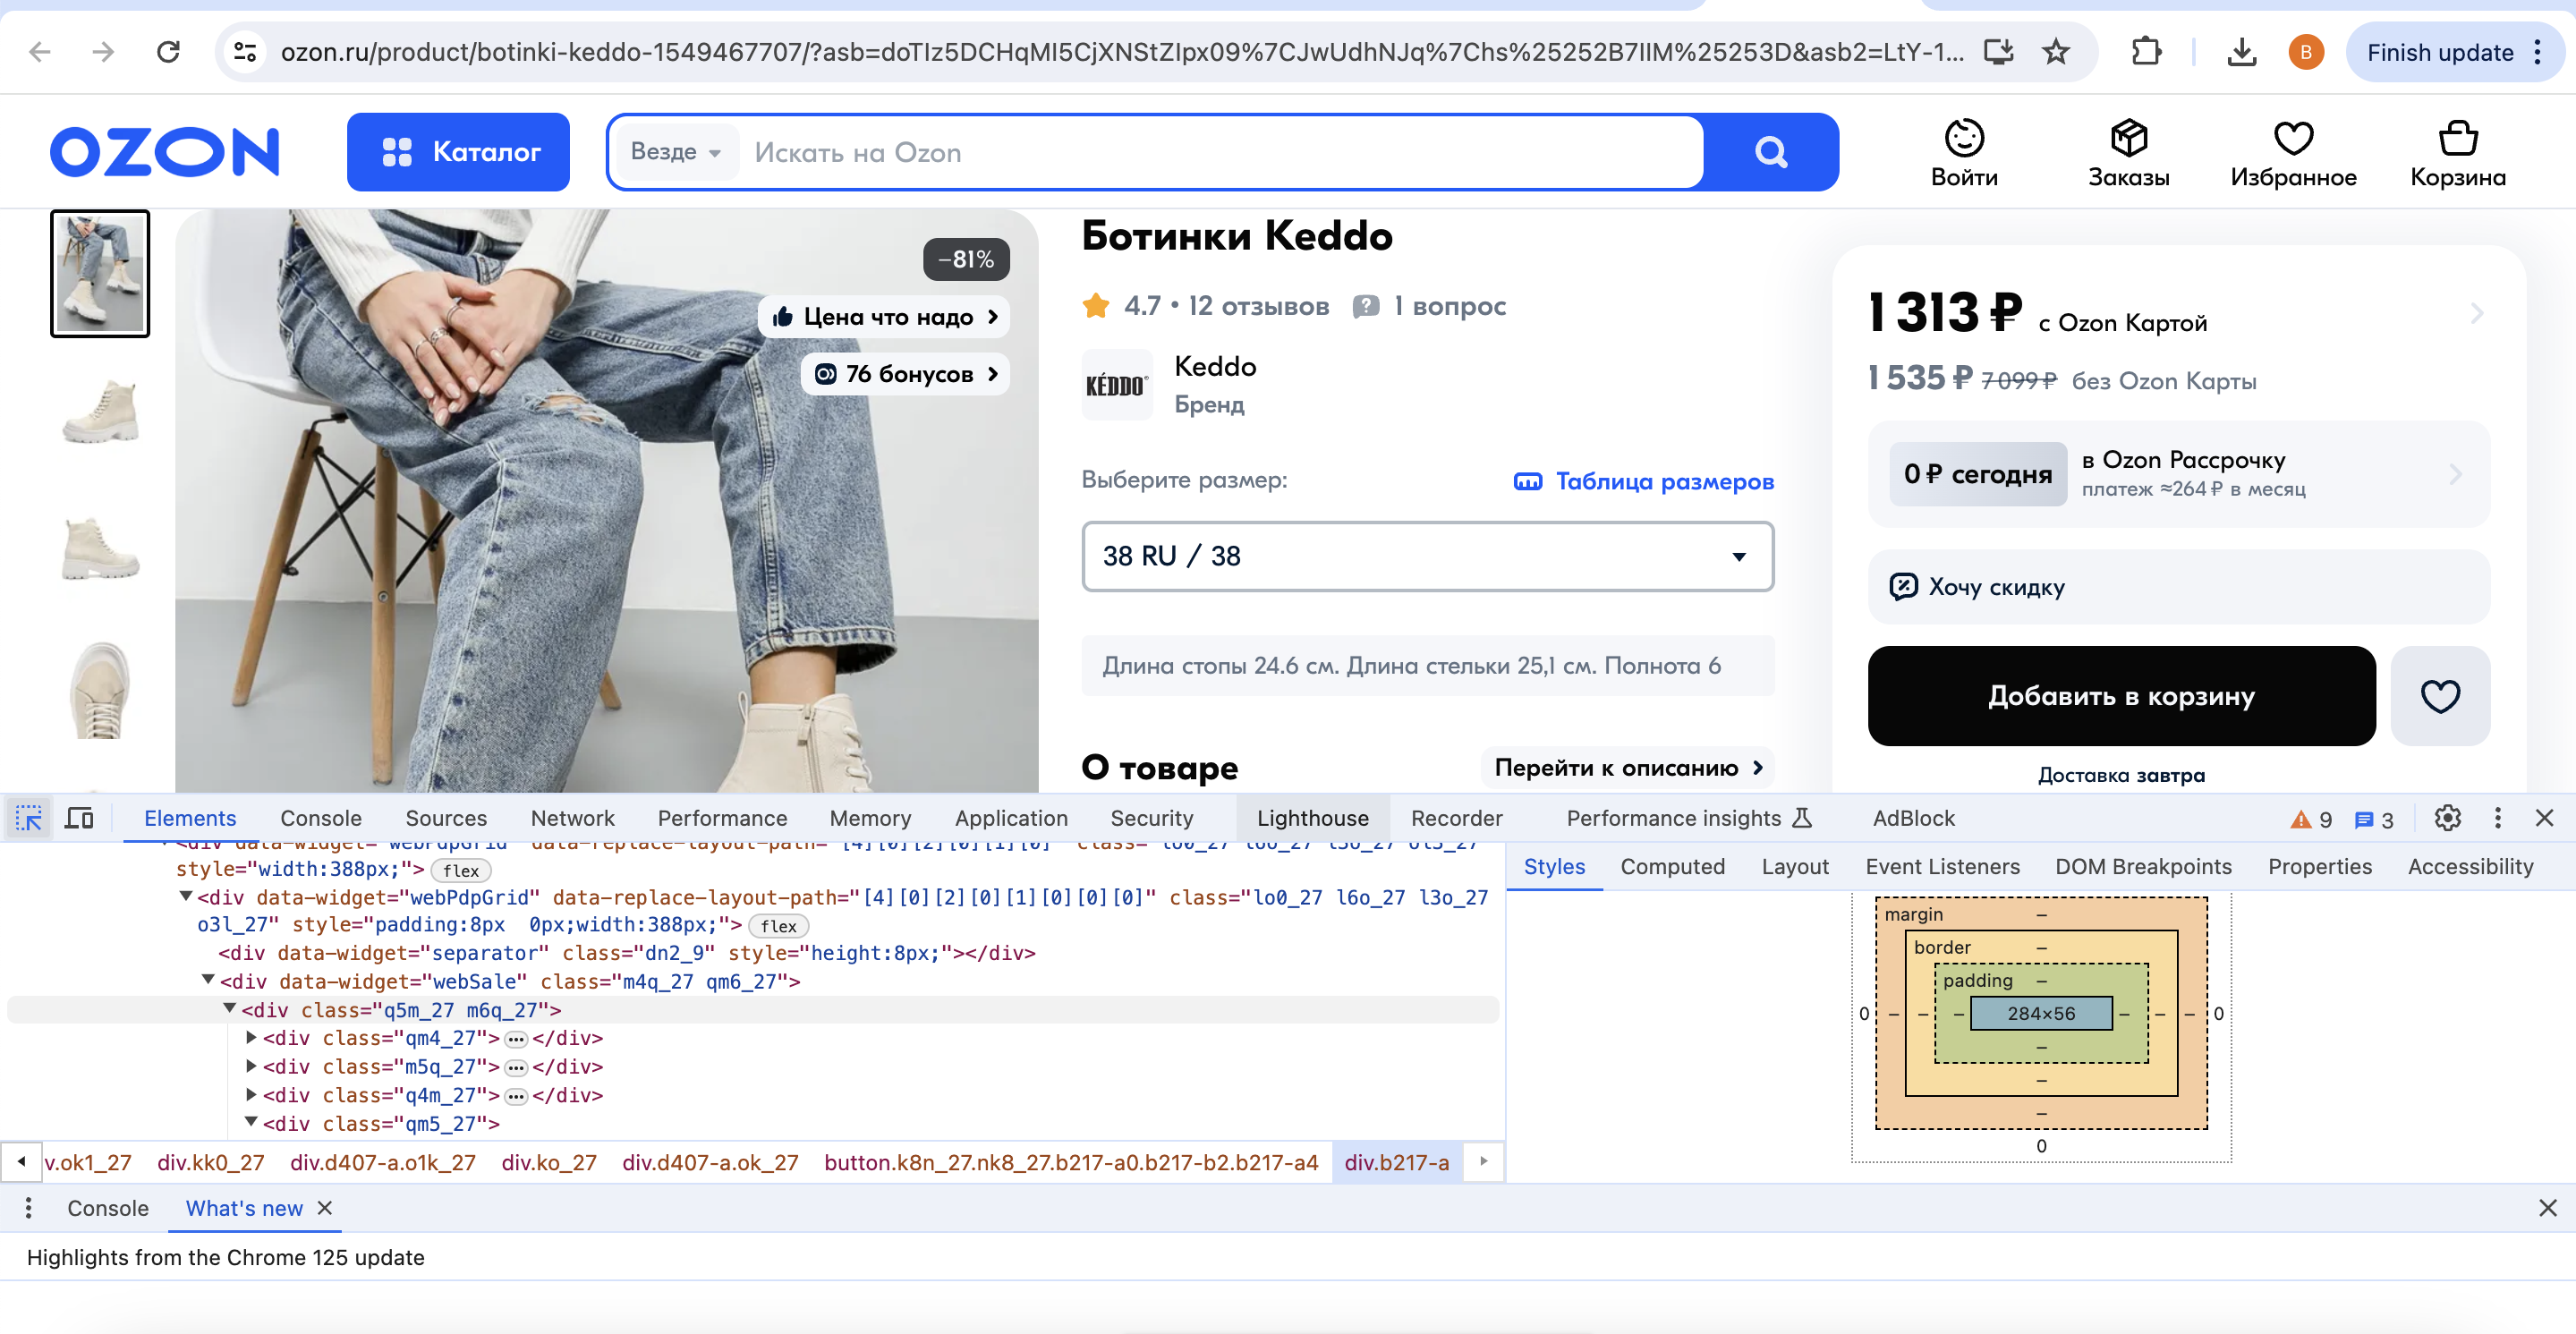 ozon.ru/product/botinki-keddo-1549467707/?asb=doTIz5DCHqMI5CjXNStZIpx09%7CJwUdhNJq%7Chs%25252B7IIM%25253D&asb2=LtY-1...
B
Finish update
OZON
Каталог
Везде
Искать на Ozon
Войти
Заказы
Избранное
Корзина
–81%
Цена что надо
76 бонусов
Ботинки Keddo
4.7 • 12 отзывов
1 вопрос
KÉDDO
Keddo
Бренд
Выберите размер:
Таблица размеров
38 RU / 38
Длина стопы 24.6 см. Длина стельки 25,1 см. Полнота 6
О товаре
Перейти к описанию
1 313 ₽ с Ozon Картой
1 535 ₽ 7 099 ₽ без Ozon Карты
0 ₽ сегодня
в Ozon Рассрочку
платеж ≈264 ₽ в месяц
Хочу скидку
Добавить в корзину
Доставка завтра
Elements
Console
Sources
Network
Performance
Memory
Application
Security
Lighthouse
Recorder
Performance insights
AdBlock
9
3
style="width:388px;"> flex
<div data-widget="webPdpGrid" data-replace-layout-path="[4][0][2][0][1][0][0][0]" class="lo0_27 l6o_27 l3o_27
o3l_27" style="padding:8px 0px;width:388px;"> flex
<div data-widget="separator" class="dn2_9" style="height:8px;"></div>
<div data-widget="webSale" class="m4q_27 qm6_27">
<div class="q5m_27 m6q_27">
<div class="qm4_27"> ••• </div>
<div class="m5q_27"> ••• </div>
<div class="q4m_27"> ••• </div>
<div class="qm5_27">
v.ok1_27 div.kk0_27 div.d407-a.o1k_27 div.ko_27 div.d407-a.ok_27 button.k8n_27.nk8_27.b217-a0.b217-b2.b217-a4 div.b217-a
Styles
Computed
Layout
Event Listeners
DOM Breakpoints
Properties
Accessibility
margin –
border –
padding –
0 – – – 284×56 – – – 0
–
–
–
0
Console
What's new
Highlights from the Chrome 125 update